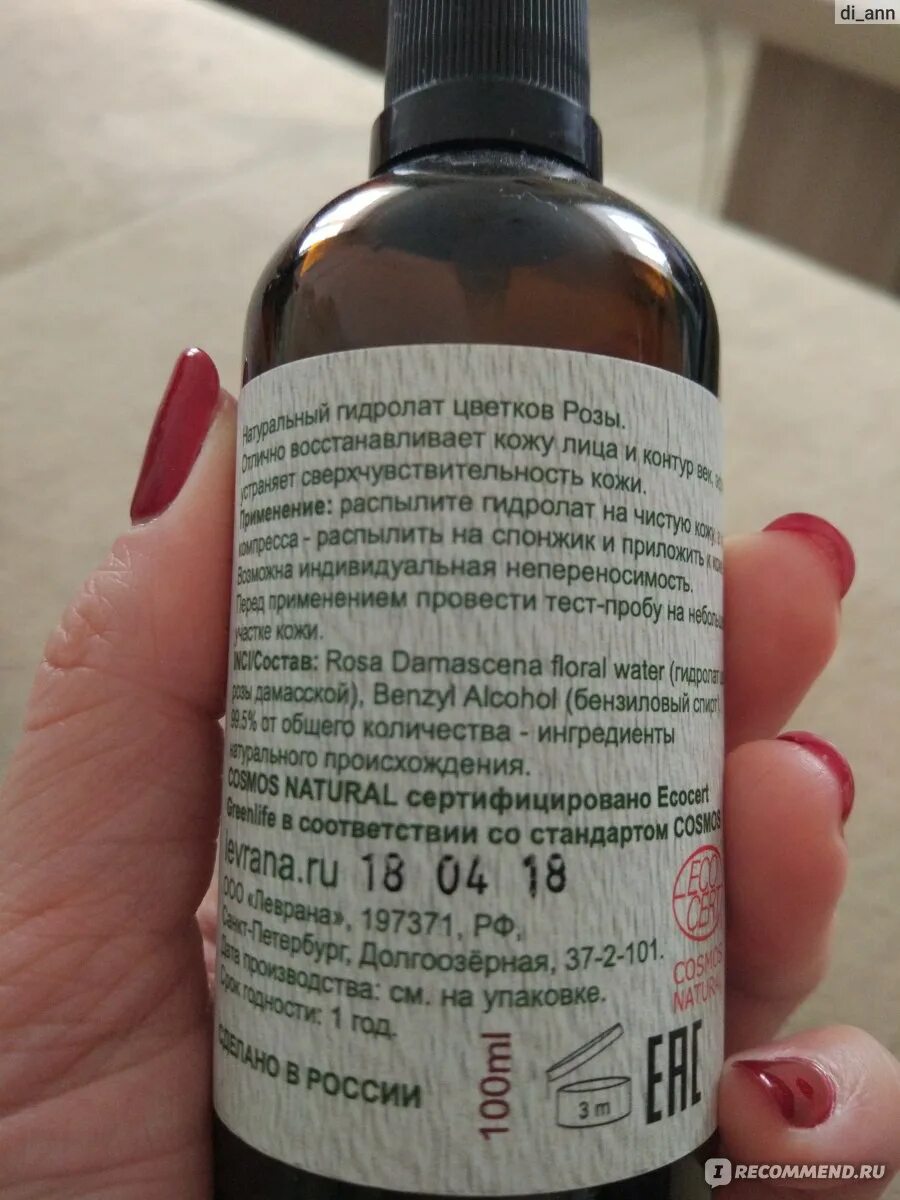 di_ann
Натуральный гидролат цветков Розы.
Отлично восстанавливает кожу лица и контур век,
устраняет сверхчувствительность кожи.
Применение: распылите гидролат на чистую кожу,
компресса - распылить на спонжик и приложить к
Возможна индивидуальная непереносимость.
Перед применением провести тест-пробу на
участке кожи.
INCI/Состав: Rosa Damascena floral water (гидролат
розы дамасской), Benzyl Alcohol (бензиловый спирт),
99.5% от общего количества - ингредиенты
натурального происхождения.
COSMOS NATURAL сертифицировано Ecocert
Greenlife в соответствии со стандартом COSMOS
levrana.ru 18 04 18
ООО «Леврана», 197371, РФ,
Санкт-Петербург, Долгоозёрная, 37-2-101.
Дата производства: см. на упаковке.
Срок годности: 1 год.
СДЕЛАНО В РОССИИ
100ml
3 m
EAC
ECO
CERT
COSMOS
NATURAL
IRECOMMEND.RU